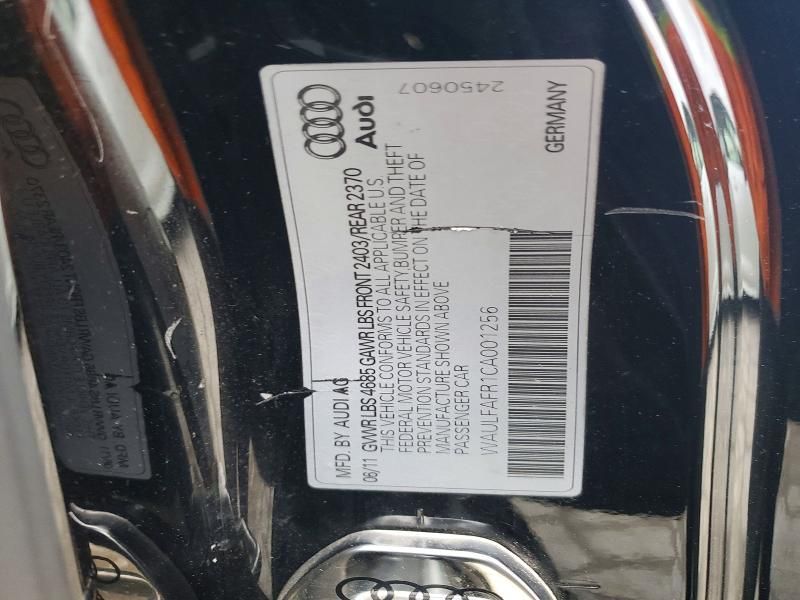 Audi
2450607
MFD. BY AUDI AG
06/11 GVWR LBS 4685 GAWR LBS FRONT 2403/REAR 2370
THIS VEHICLE CONFORMS TO ALL APPLICABLE U.S.
FEDERAL MOTOR VEHICLE SAFETY BUMPER AND THEFT
PREVENTION STANDARDS IN EFFECT ON THE DATE OF
MANUFACTURE SHOWN ABOVE
PASSENGER CAR
WAULFAFR1CA001256
GERMANY